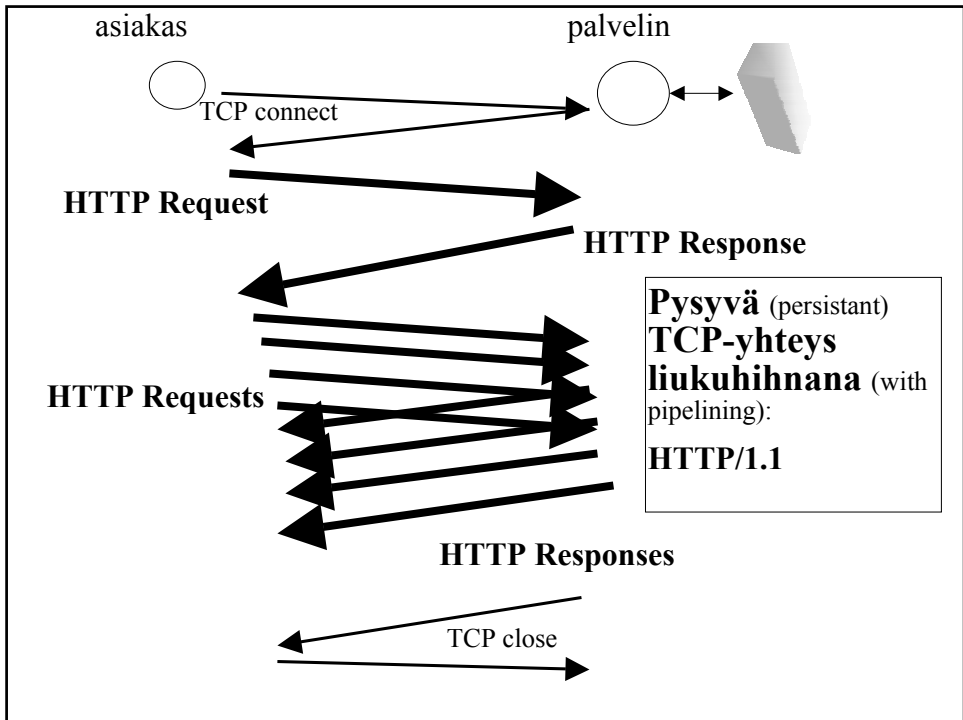 asiakas
palvelin
TCP connect
HTTP Request
HTTP Response
Pysyvä (persistant)
TCP-yhteys
liukuhihnana (with
pipelining):
HTTP/1.1
HTTP Requests
HTTP Responses
TCP close